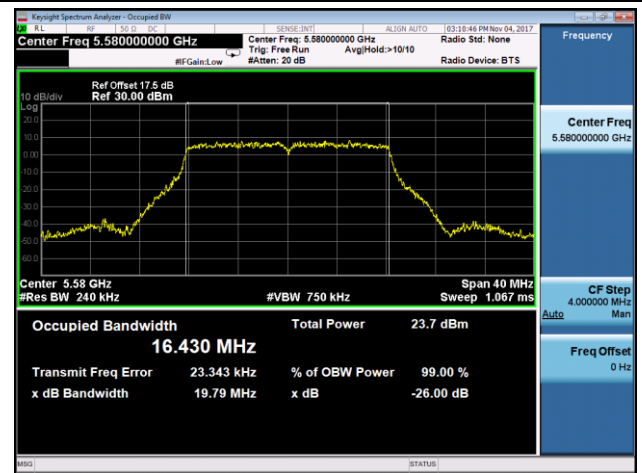 Keysight Spectrum Analyzer - Occupied BW
RL RF 50 Ω DC SENSE:INT ALIGN AUTO 03:10:46 PM Nov 04, 2017
Center Freq 5.580000000 GHz
#IFGain:Low
Center Freq: 5.580000000 GHz
Trig: Free Run Avg|Hold:>10/10
#Atten: 20 dB
Radio Std: None
Radio Device: BTS
Ref Offset 17.5 dB
10 dB/div Ref 30.00 dBm
Log
20.0
10.0
0.00
-10.0
-20.0
-30.0
-40.0
-50.0
-60.0
Center 5.58 GHz Span 40 MHz
#Res BW 240 kHz #VBW 750 kHz Sweep 1.067 ms
Occupied Bandwidth Total Power 23.7 dBm
16.430 MHz
Transmit Freq Error 23.343 kHz % of OBW Power 99.00 %
x dB Bandwidth 19.79 MHz x dB -26.00 dB
MSG STATUS
Frequency
Center Freq
5.580000000 GHz
CF Step
4.000000 MHz
Auto Man
Freq Offset
0 Hz